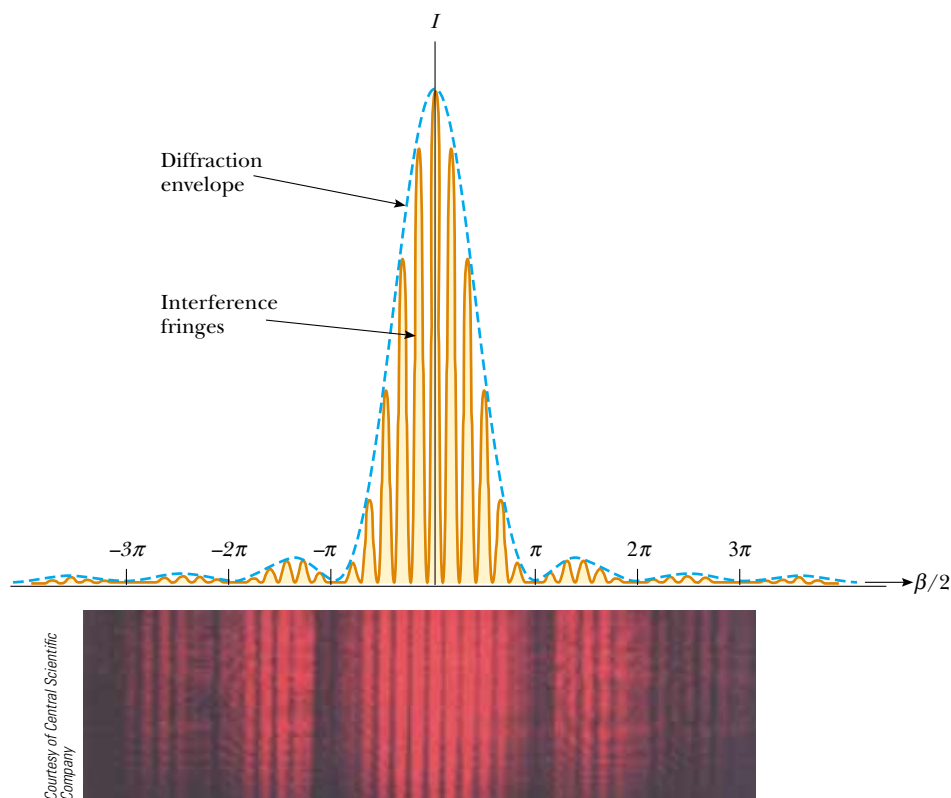 I
Diffraction
envelope
Interference
fringes
–3π –2π –π π 2π 3π
β/2
Courtesy of Central Scientific
Company